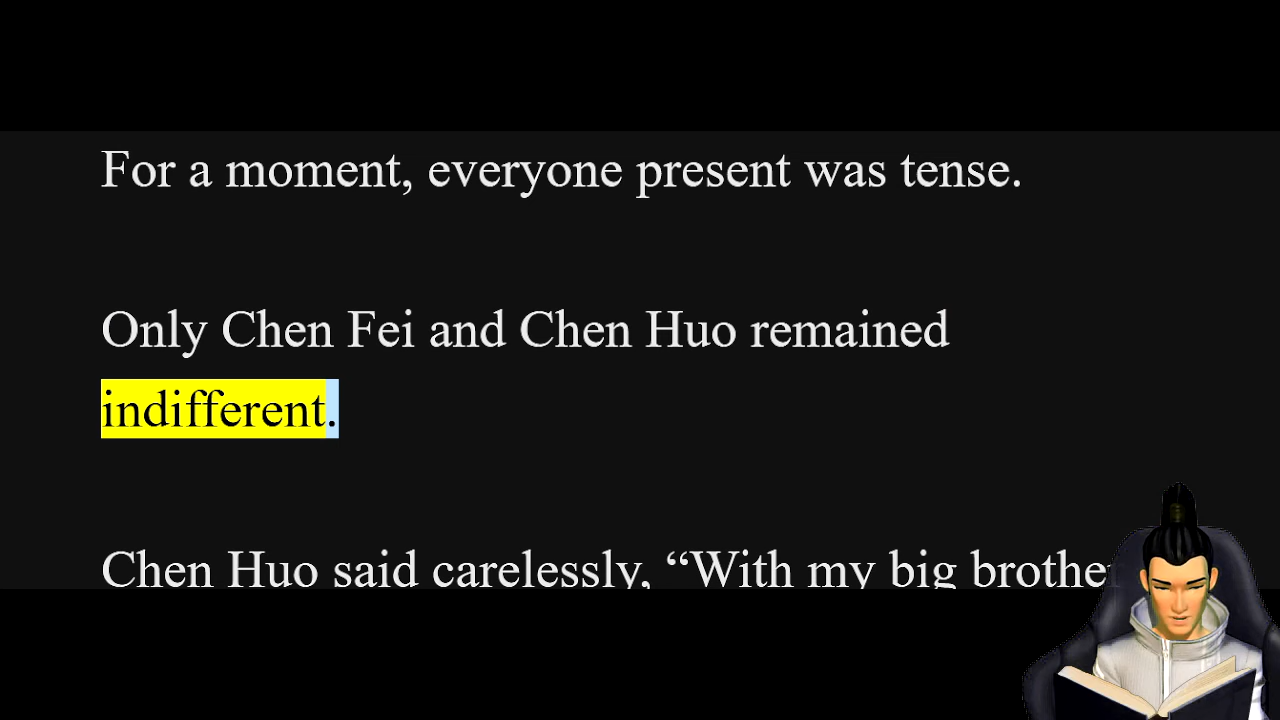 For a moment, everyone present was tense.
Only Chen Fei and Chen Huo remained
indifferent.
Chen Huo said carelessly, “With my big brother